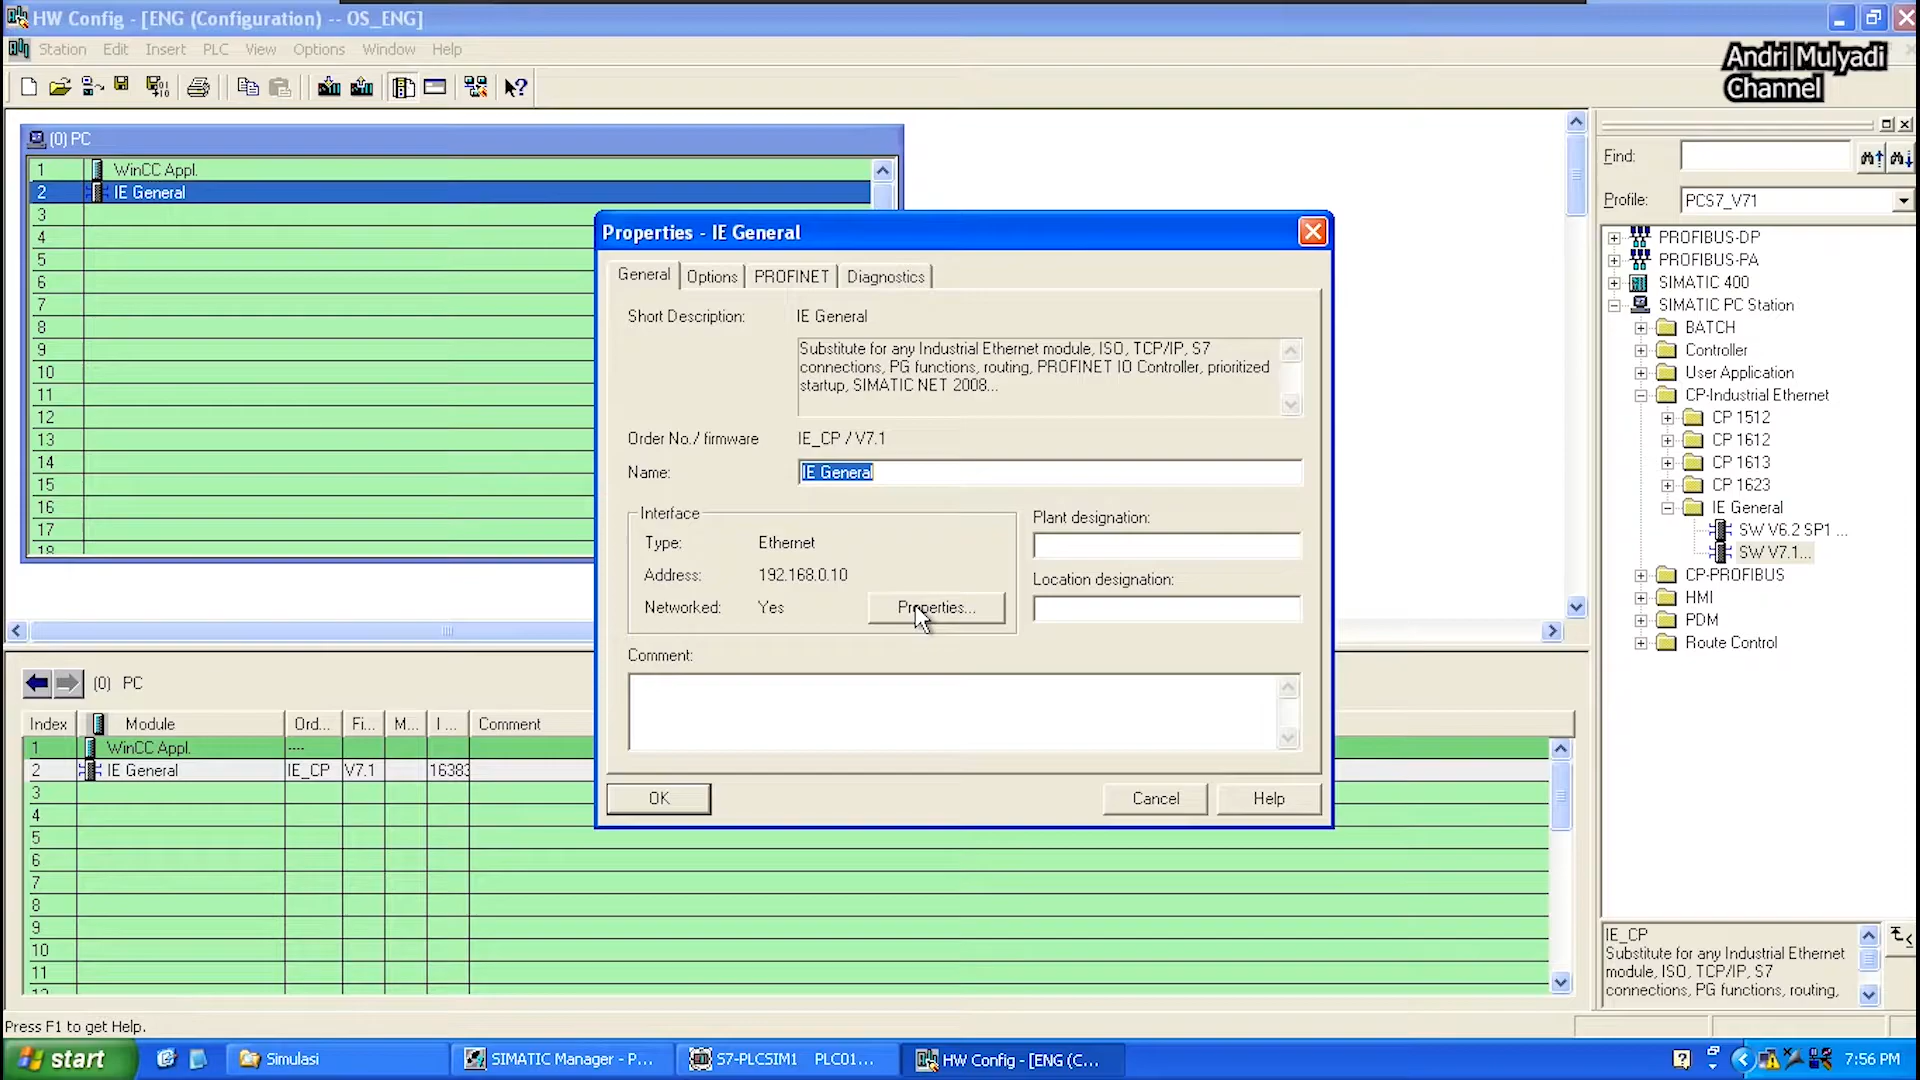 HW Config - [ENG (Configuration) -- OS_ENG]
Station Edit Insert PLC View Options Window Help
Andri Mulyadi
Channel
(0) PC
1 WinCC Appl.
2 IE General
3
4
5
6
7
8
9
10
11
12
13
14
15
16
17
18
Find:
Profile: PCS7_V71
PROFIBUS-DP
PROFIBUS-PA
SIMATIC 400
SIMATIC PC Station
BATCH
Controller
User Application
CP-Industrial Ethernet
CP 1512
CP 1612
CP 1613
CP 1623
IE General
SW V6.2 SP1 ...
SW V7.1...
CP-PROFIBUS
HMI
PDM
Route Control
Properties - IE General
General Options PROFINET Diagnostics
Short Description: IE General
Substitute for any Industrial Ethernet module, ISO, TCP/IP, S7
connections, PG functions, routing, PROFINET IO Controller, prioritized
startup, SIMATIC NET 2008...
Order No./ firmware IE_CP / V7.1
Name: IE General
Interface
Type: Ethernet
Address: 192.168.0.10
Networked: Yes Properties...
Plant designation:
Location designation:
Comment:
OK Cancel Help
(0) PC
Index Module Ord... Fi... M... I ... Comment
1 WinCC Appl. ----
2 IE General IE_CP V7.1 16383
3
4
5
6
7
8
9
10
11
12
IE_CP
Substitute for any Industrial Ethernet
module, ISO, TCP/IP, S7
connections, PG functions, routing,
Press F1 to get Help.
start Simulasi SIMATIC Manager - P... S7-PLCSIM1 PLC01... HW Config - [ENG (C... 7:56 PM